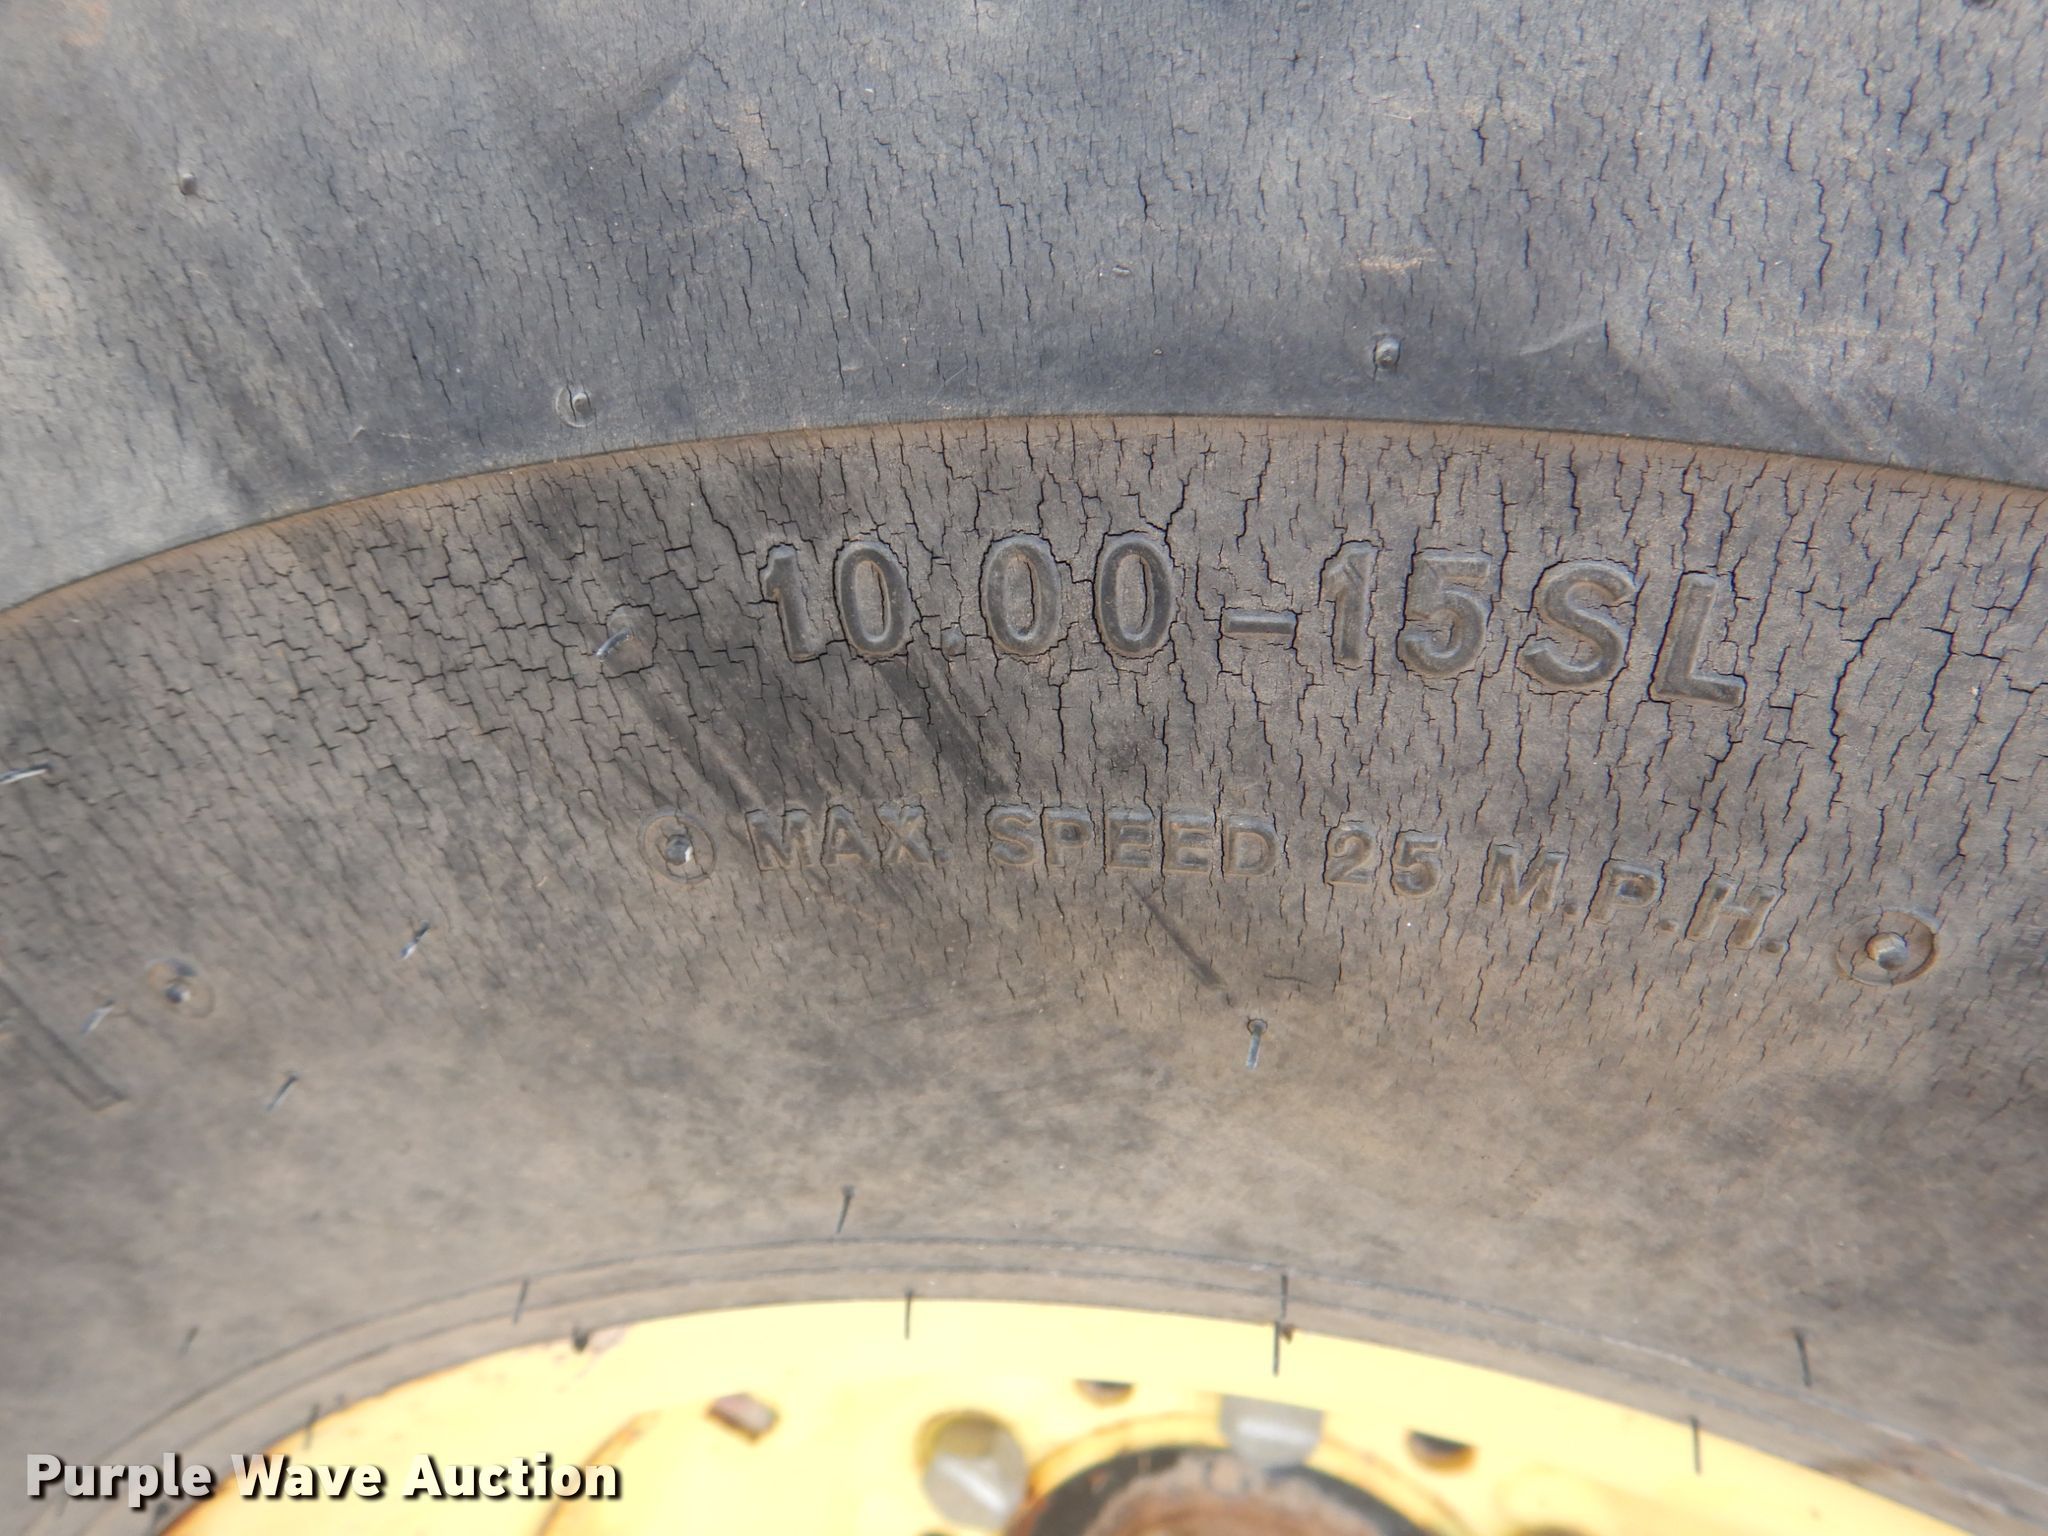 10.00-15SL
MAX. SPEED 25 M.P.H.
Purple Wave Auction